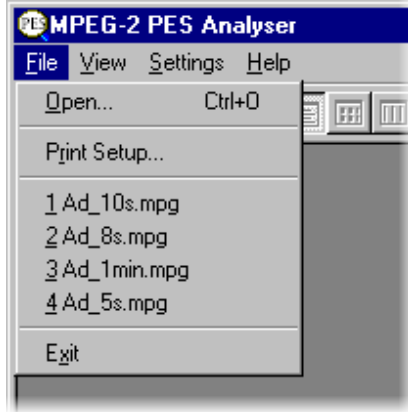 PES MPEG-2 PES Analyser
File View Settings Help
Open... Ctrl+O
Print Setup...
1 Ad_10s.mpg
2 Ad_8s.mpg
3 Ad_1min.mpg
4 Ad_5s.mpg
Exit